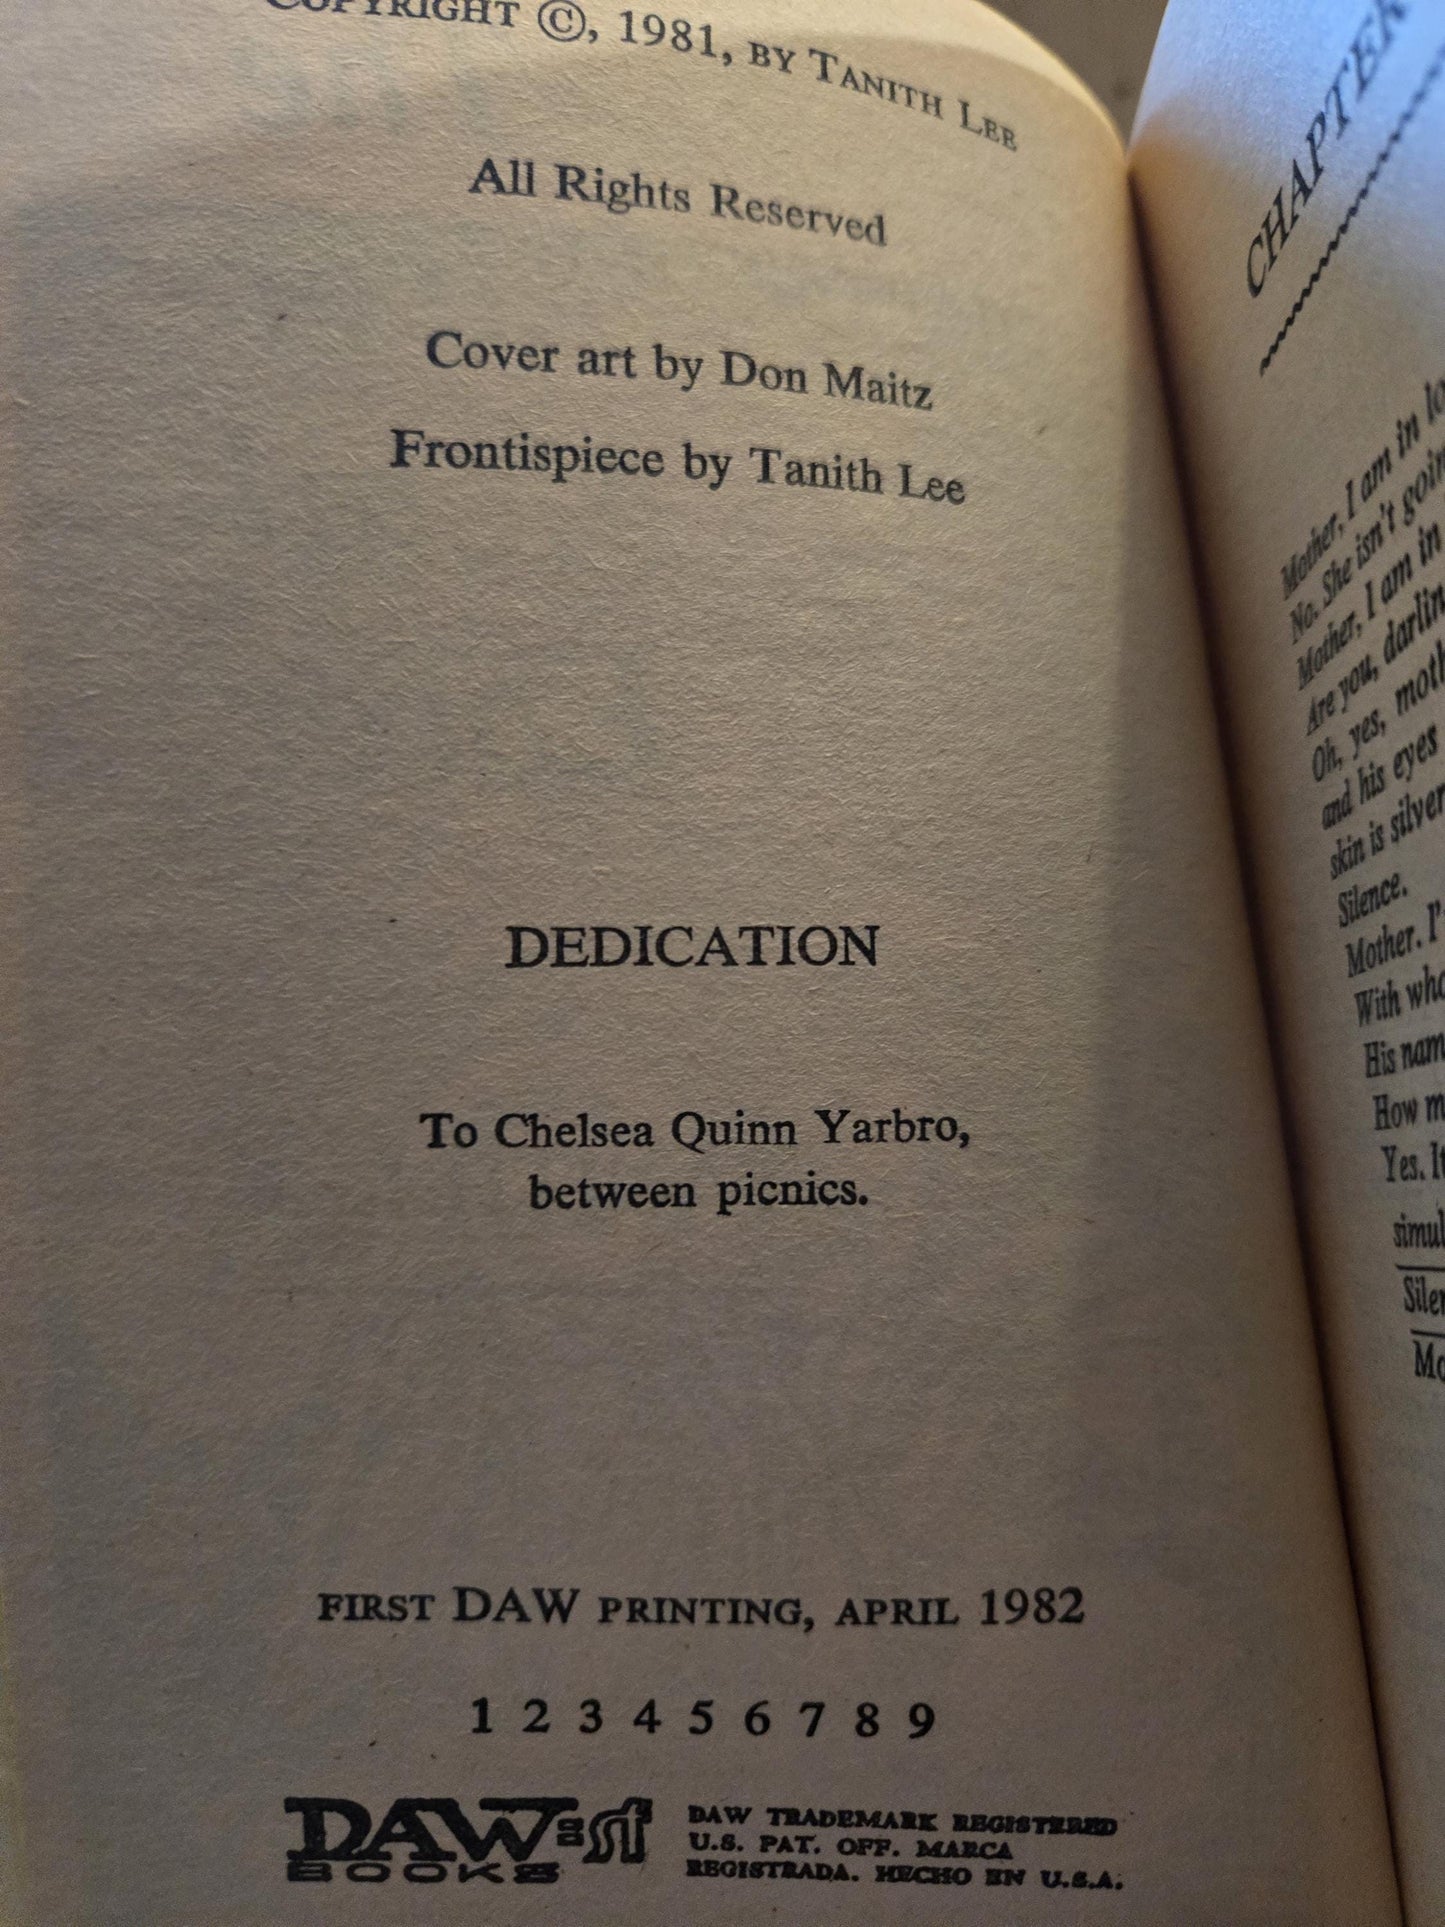 COPYRIGHT ©, 1981, BY TANITH LEE
All Rights Reserved
Cover art by Don Maitz
Frontispiece by Tanith Lee
DEDICATION
To Chelsea Quinn Yarbro,
between picnics.
FIRST DAW PRINTING, APRIL 1982
1 2 3 4 5 6 7 8 9
DAW sf
BOOKS
DAW TRADEMARK REGISTERED
U.S. PAT. OFF. MARCA
REGISTRADA. HECHO EN U.S.A.
CHAPTER
Mother, I am in
No. She isn't
Mother, I am in
Are you,
Oh, yes,
and his eyes
skin is
Silence.
Mother.
With
His
How
Yes.